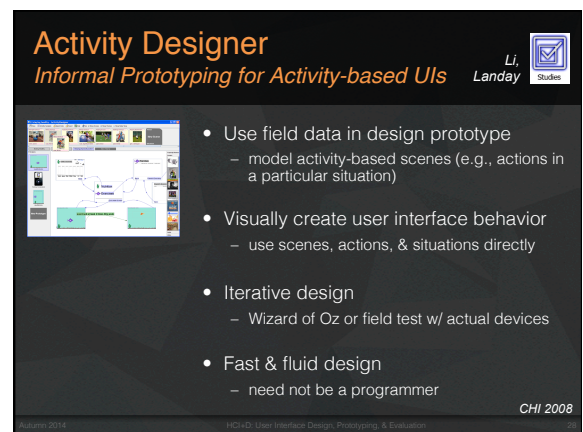 Activity Designer
Informal Prototyping for Activity-based UIs
Li,
Landay
Studies
• Use field data in design prototype
– model activity-based scenes (e.g., actions in
a particular situation)
• Visually create user interface behavior
– use scenes, actions, & situations directly
• Iterative design
– Wizard of Oz or field test w/ actual devices
• Fast & fluid design
– need not be a programmer
CHI 2008
Autumn 2014
HCI+D: User Interface Design, Prototyping, & Evaluation